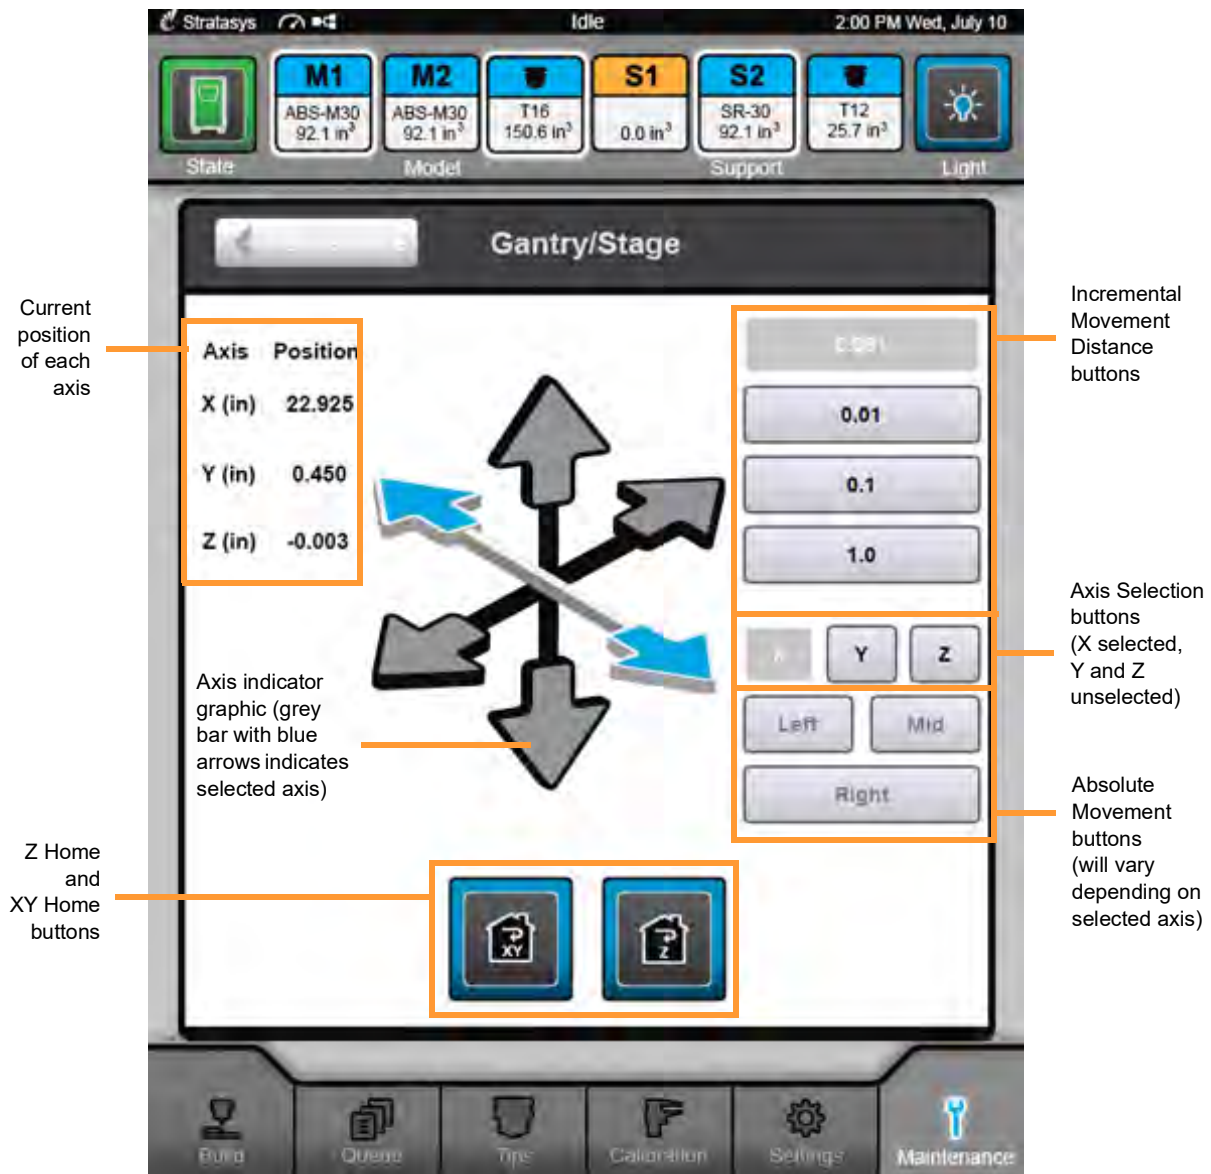 Stratasys
Idle
2:00 PM Wed, July 10
M1
ABS-M30
92.1 in³
M2
ABS-M30
92.1 in³
T16
150.6 in³
S1
0.0 in³
S2
SR-30
92.1 in³
T12
25.7 in³
State
Model
Support
Light
Gantry/Stage
Current
position
of each
axis
Axis Position
X (in) 22.925
Y (in) 0.450
Z (in) -0.003
0.001
0.01
0.1
1.0
Incremental
Movement
Distance
buttons
X Y Z
Axis Selection
buttons
(X selected,
Y and Z
unselected)
Left Mid
Right
Absolute
Movement
buttons
(will vary
depending on
selected axis)
Axis indicator
graphic (grey
bar with blue
arrows indicates
selected axis)
Z Home
and
XY Home
buttons
XY
Z
Build
Queue
Tips
Calibration
Settings
Maintenance